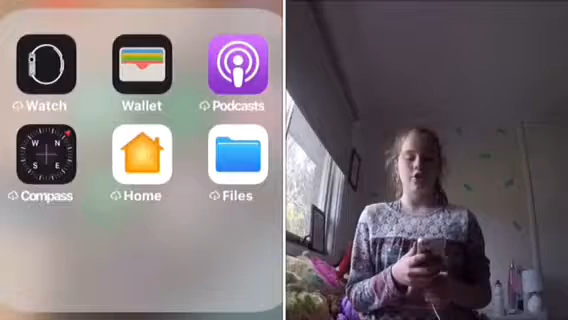 Watch Wallet Podcasts
N
W E
S
Compass Home Files